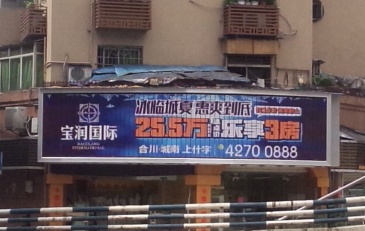 冰临城夏 惠爽到底
宝润国际
25.5万 乐享3房
合川·城南·上什字 4270 0888